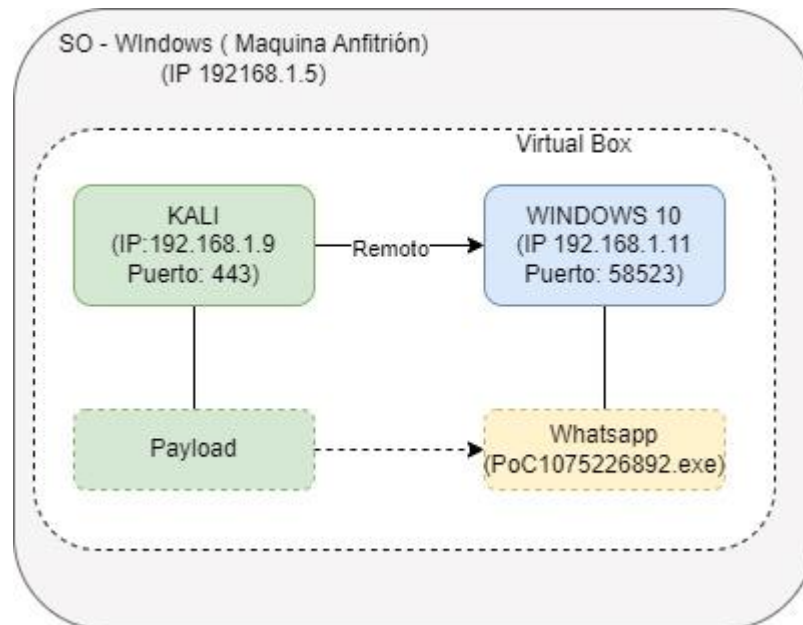 SO - WIndows ( Maquina Anfitrión)
(IP 192168.1.5)
Virtual Box
KALI
(IP:192.168.1.9
Puerto: 443)
Remoto
WINDOWS 10
(IP 192.168.1.11
Puerto: 58523)
Payload
Whatsapp
(PoC1075226892.exe)